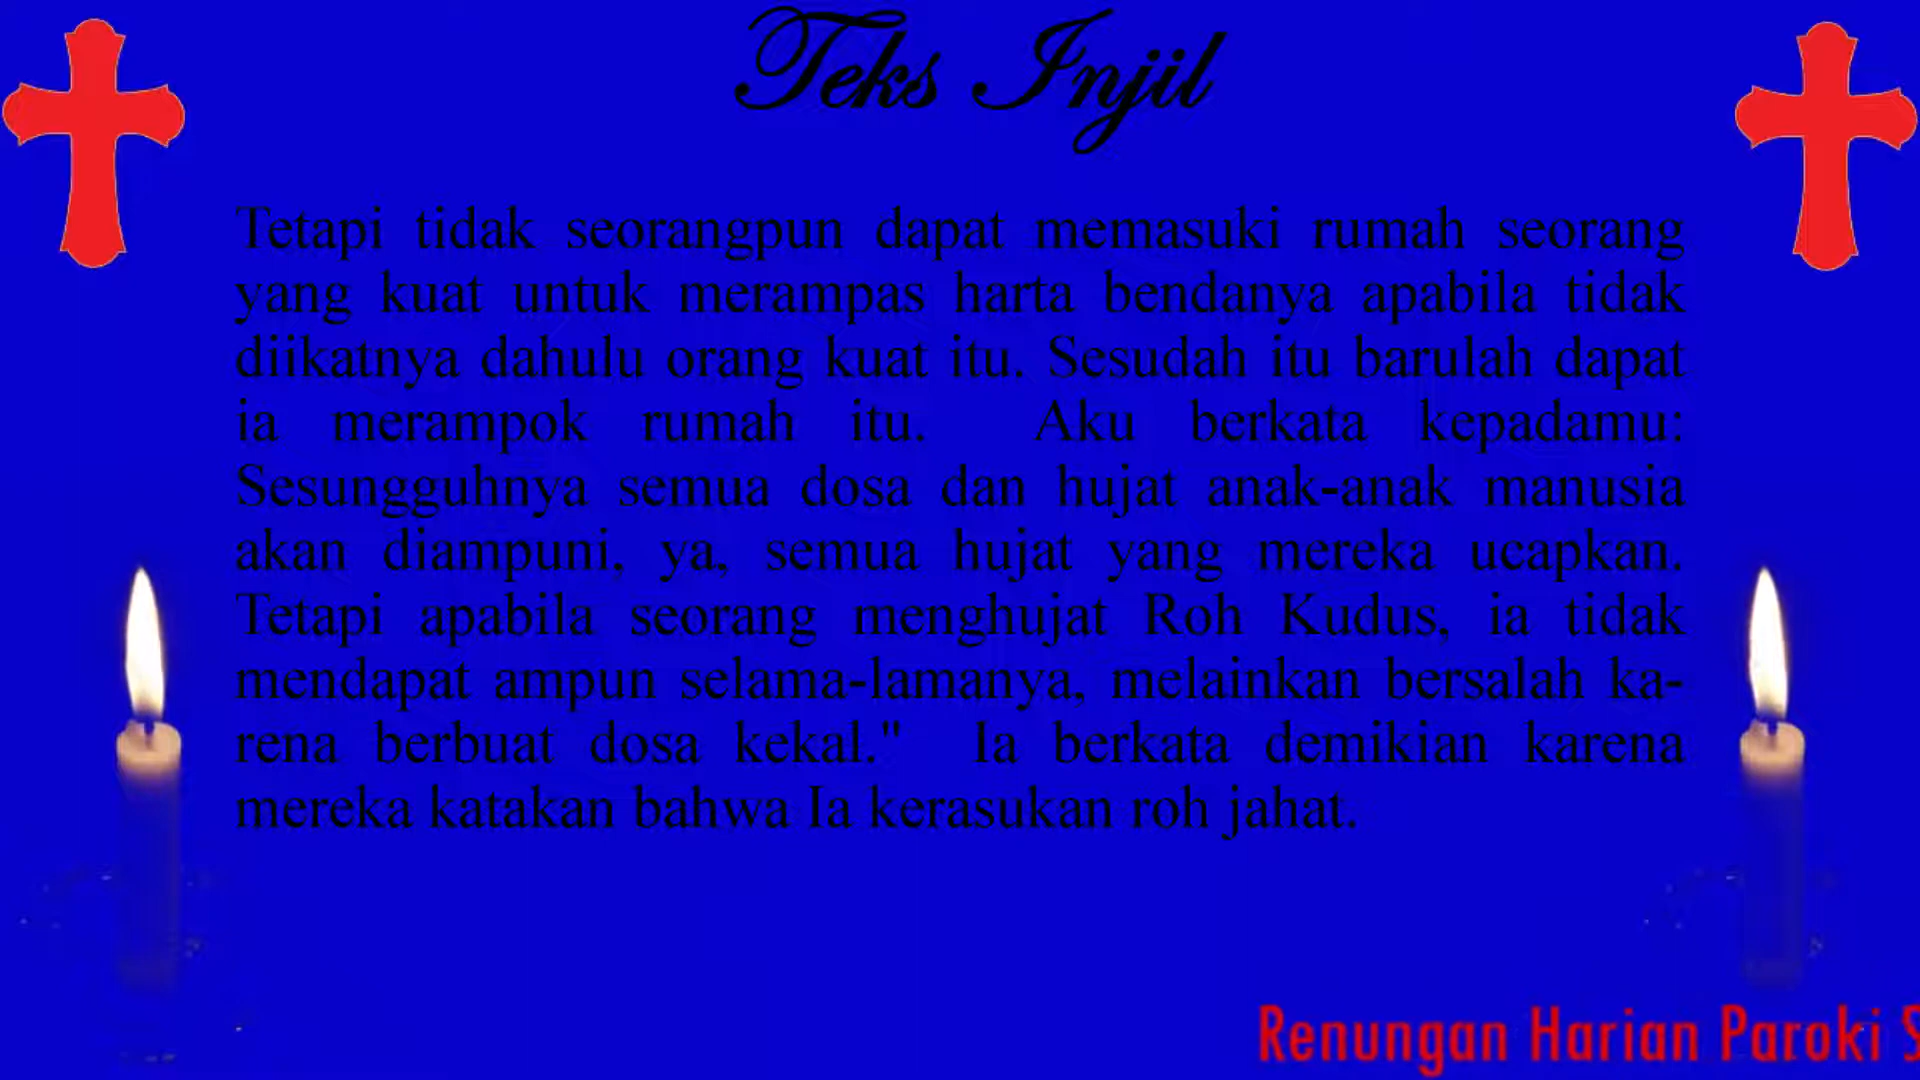 Teks Injil
Tetapi tidak seorangpun dapat memasuki rumah seorang
yang kuat untuk merampas harta bendanya apabila tidak
diikatnya dahulu orang kuat itu. Sesudah itu barulah dapat
ia merampok rumah itu. Aku berkata kepadamu:
Sesungguhnya semua dosa dan hujat anak-anak manusia
akan diampuni, ya, semua hujat yang mereka ucapkan.
Tetapi apabila seorang menghujat Roh Kudus, ia tidak
mendapat ampun selama-lamanya, melainkan bersalah ka-
rena berbuat dosa kekal." Ia berkata demikian karena
mereka katakan bahwa Ia kerasukan roh jahat.
Renungan Harian Paroki